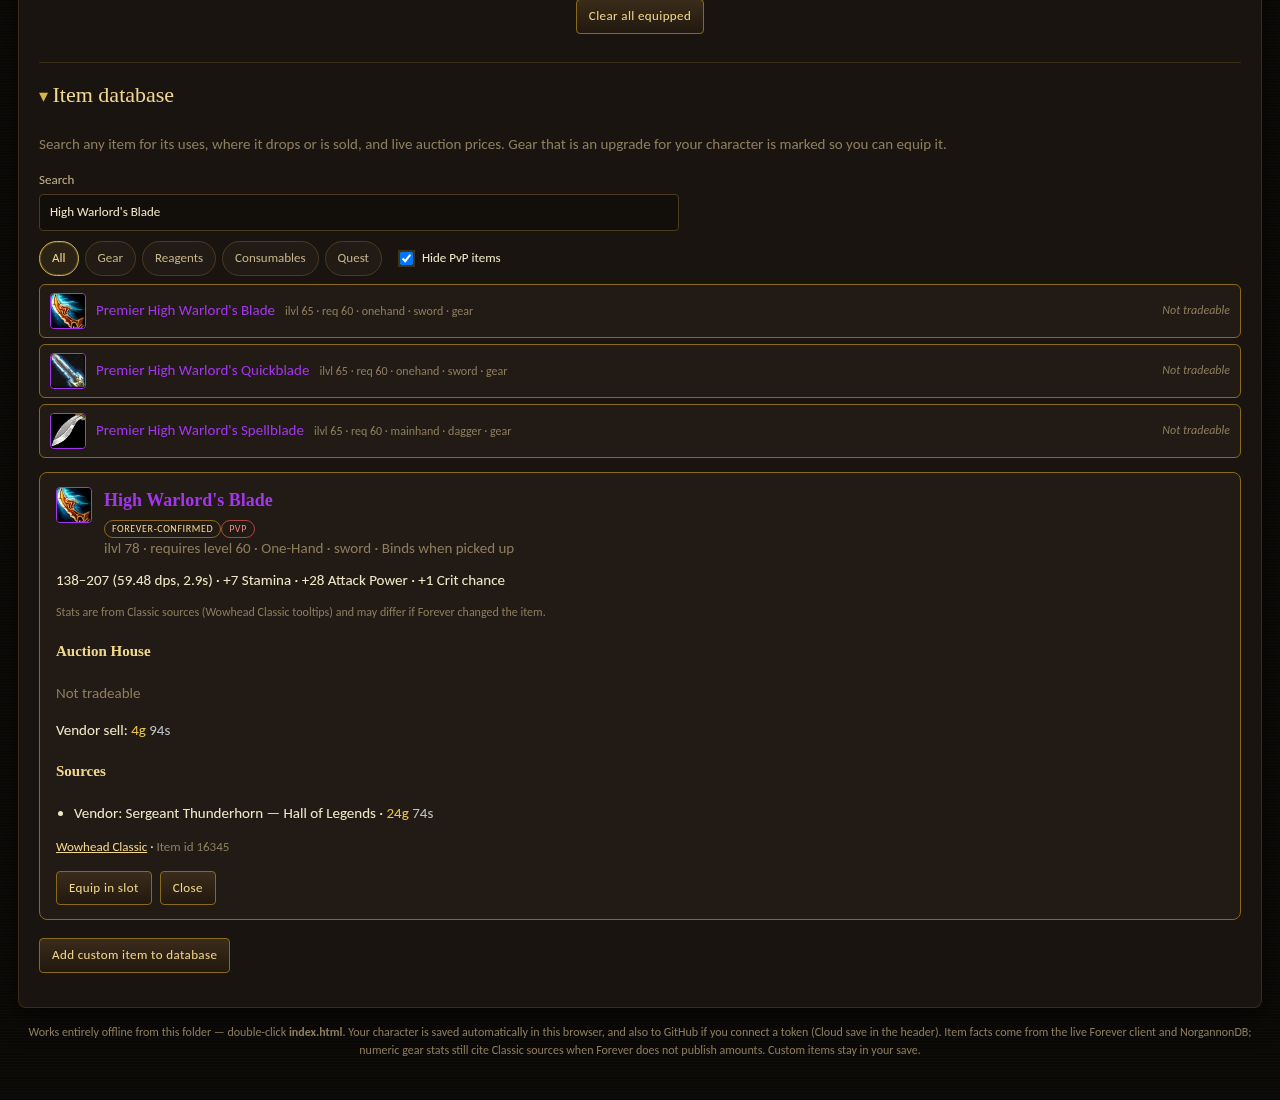 Clear all equipped
▾ Item database
Search any item for its uses, where it drops or is sold, and live auction prices. Gear that is an upgrade for your character is marked so you can equip it.
Search
High Warlord's Blade
All Gear Reagents Consumables Quest Hide PvP items
Premier High Warlord's Blade ilvl 65 · req 60 · onehand · sword · gear Not tradeable
Premier High Warlord's Quickblade ilvl 65 · req 60 · onehand · sword · gear Not tradeable
Premier High Warlord's Spellblade ilvl 65 · req 60 · mainhand · dagger · gear Not tradeable
High Warlord's Blade
FOREVER-CONFIRMED PVP
ilvl 78 · requires level 60 · One-Hand · sword · Binds when picked up
138–207 (59.48 dps, 2.9s) · +7 Stamina · +28 Attack Power · +1 Crit chance
Stats are from Classic sources (Wowhead Classic tooltips) and may differ if Forever changed the item.
Auction House
Not tradeable
Vendor sell: 4g 94s
Sources
• Vendor: Sergeant Thunderhorn — Hall of Legends · 24g 74s
Wowhead Classic · Item id 16345
Equip in slot Close
Add custom item to database
Works entirely offline from this folder — double-click index.html. Your character is saved automatically in this browser, and also to GitHub if you connect a token (Cloud save in the header). Item facts come from the live Forever client and NorgannonDB;
numeric gear stats still cite Classic sources when Forever does not publish amounts. Custom items stay in your save.